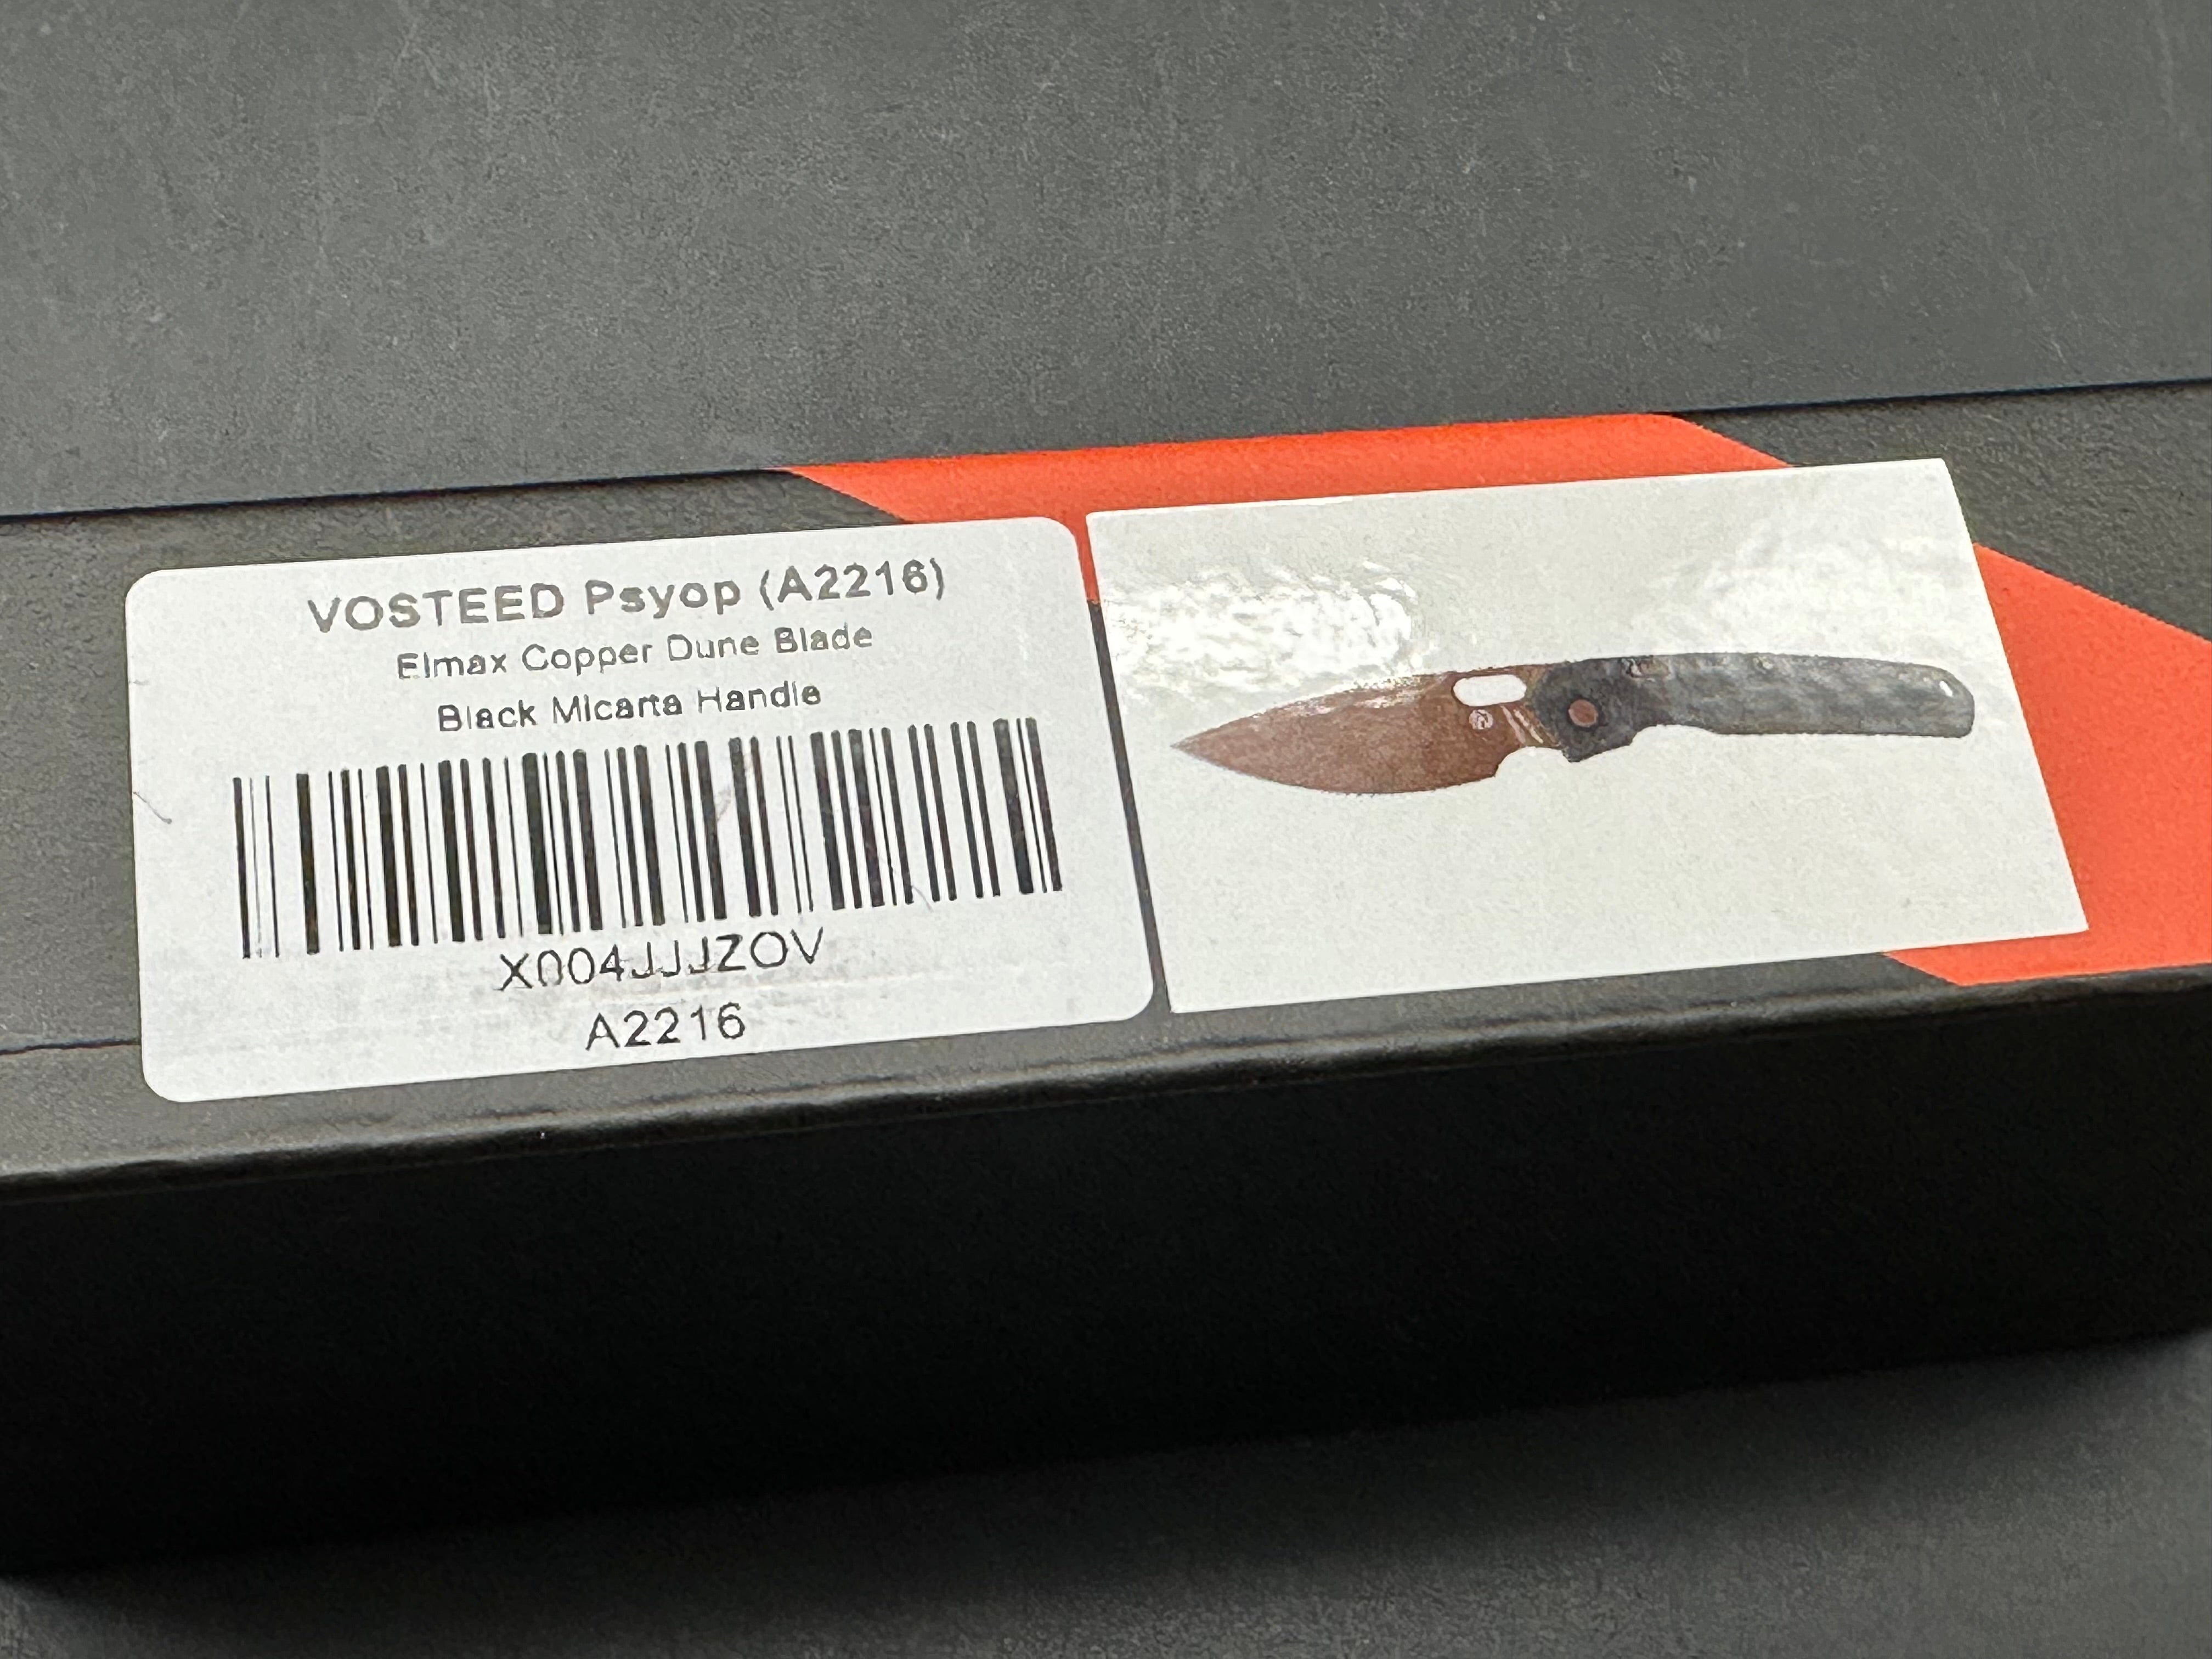 VOSTEED Psyop (A2216)
Elmax Copper Dune Blade
Black Micarta Handle
X004JJJZOV
A2216